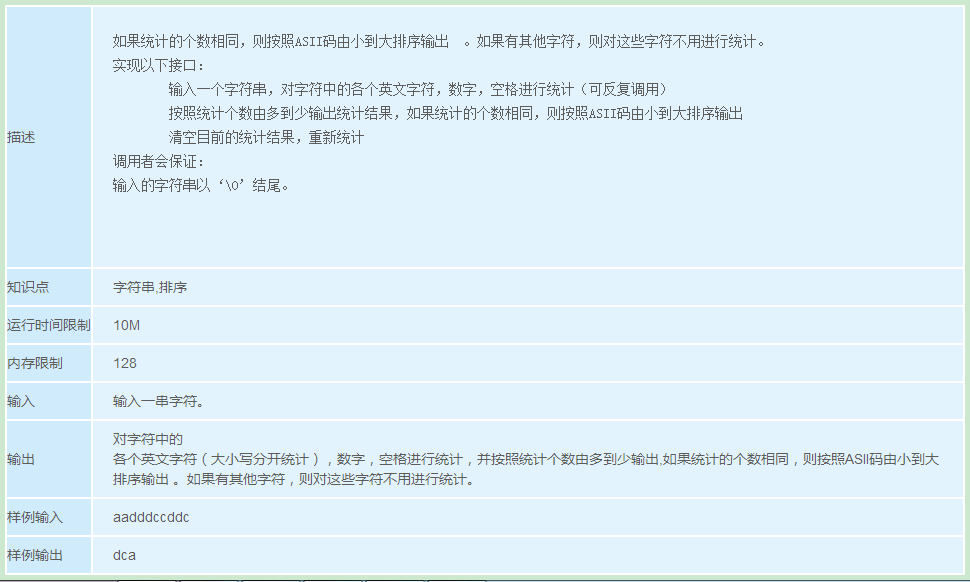 描述
如果统计的个数相同，则按照ASII码由小到大排序输出 。如果有其他字符，则对这些字符不用进行统计。
实现以下接口：
输入一个字符串，对字符中的各个英文字符，数字，空格进行统计（可反复调用）
按照统计个数由多到少输出统计结果，如果统计的个数相同，则按照ASII码由小到大排序输出
清空目前的统计结果，重新统计
调用者会保证：
输入的字符串以‘\0’结尾。
知识点
字符串,排序
运行时间限制
10M
内存限制
128
输入
输入一串字符。
输出
对字符中的
各个英文字符（大小写分开统计），数字，空格进行统计，并按照统计个数由多到少输出,如果统计的个数相同，则按照ASII码由小到大
排序输出 。如果有其他字符，则对这些字符不用进行统计。
样例输入
aadddccddc
样例输出
dca